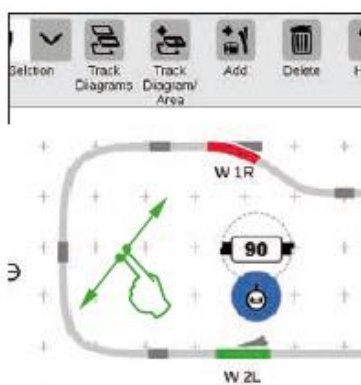 Selction
Track
Diagrams
Track
Diagram/
Area
Add
Delete
W 1R
90
W 2L